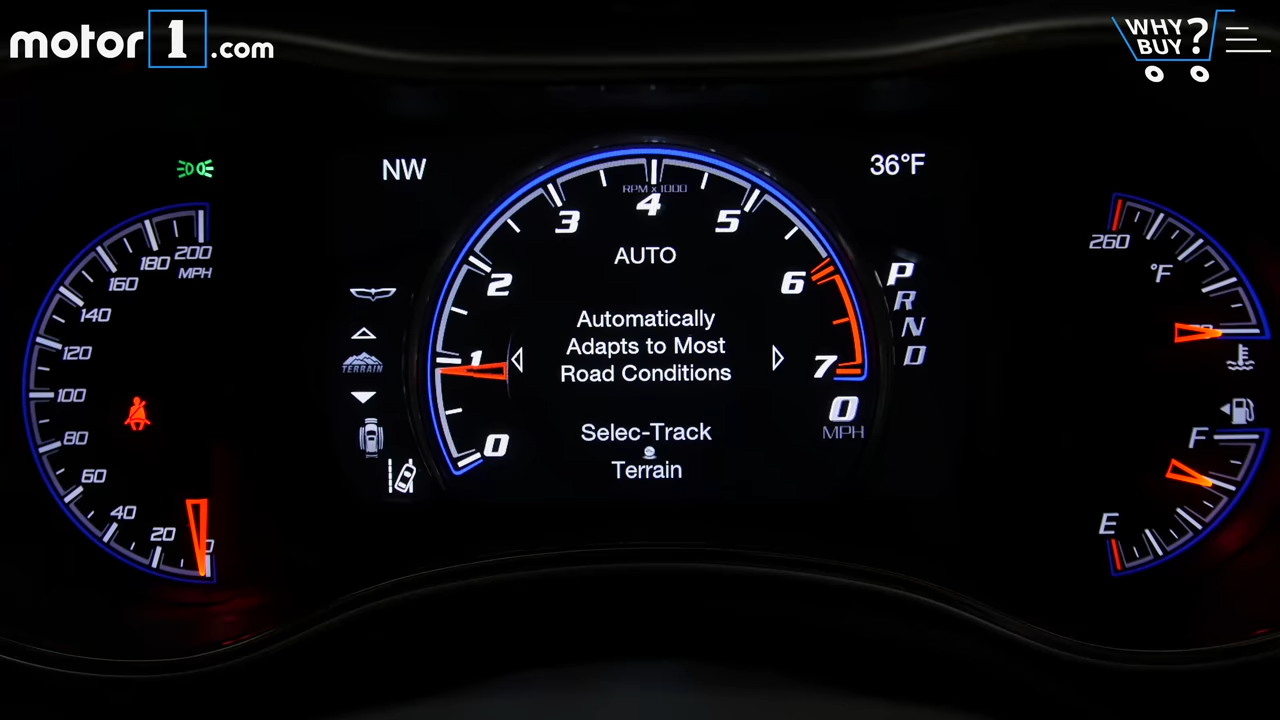 motor1.com
WHY BUY?
NW
36°F
RPM x 1000
0
1
2
3
4
5
6
7
AUTO
Automatically
Adapts to Most
Road Conditions
Selec-Track
Terrain
TERRAIN
P
R
N
D
0
MPH
200
MPH
180
160
140
120
100
80
60
40
20
0
260
°F
F
E